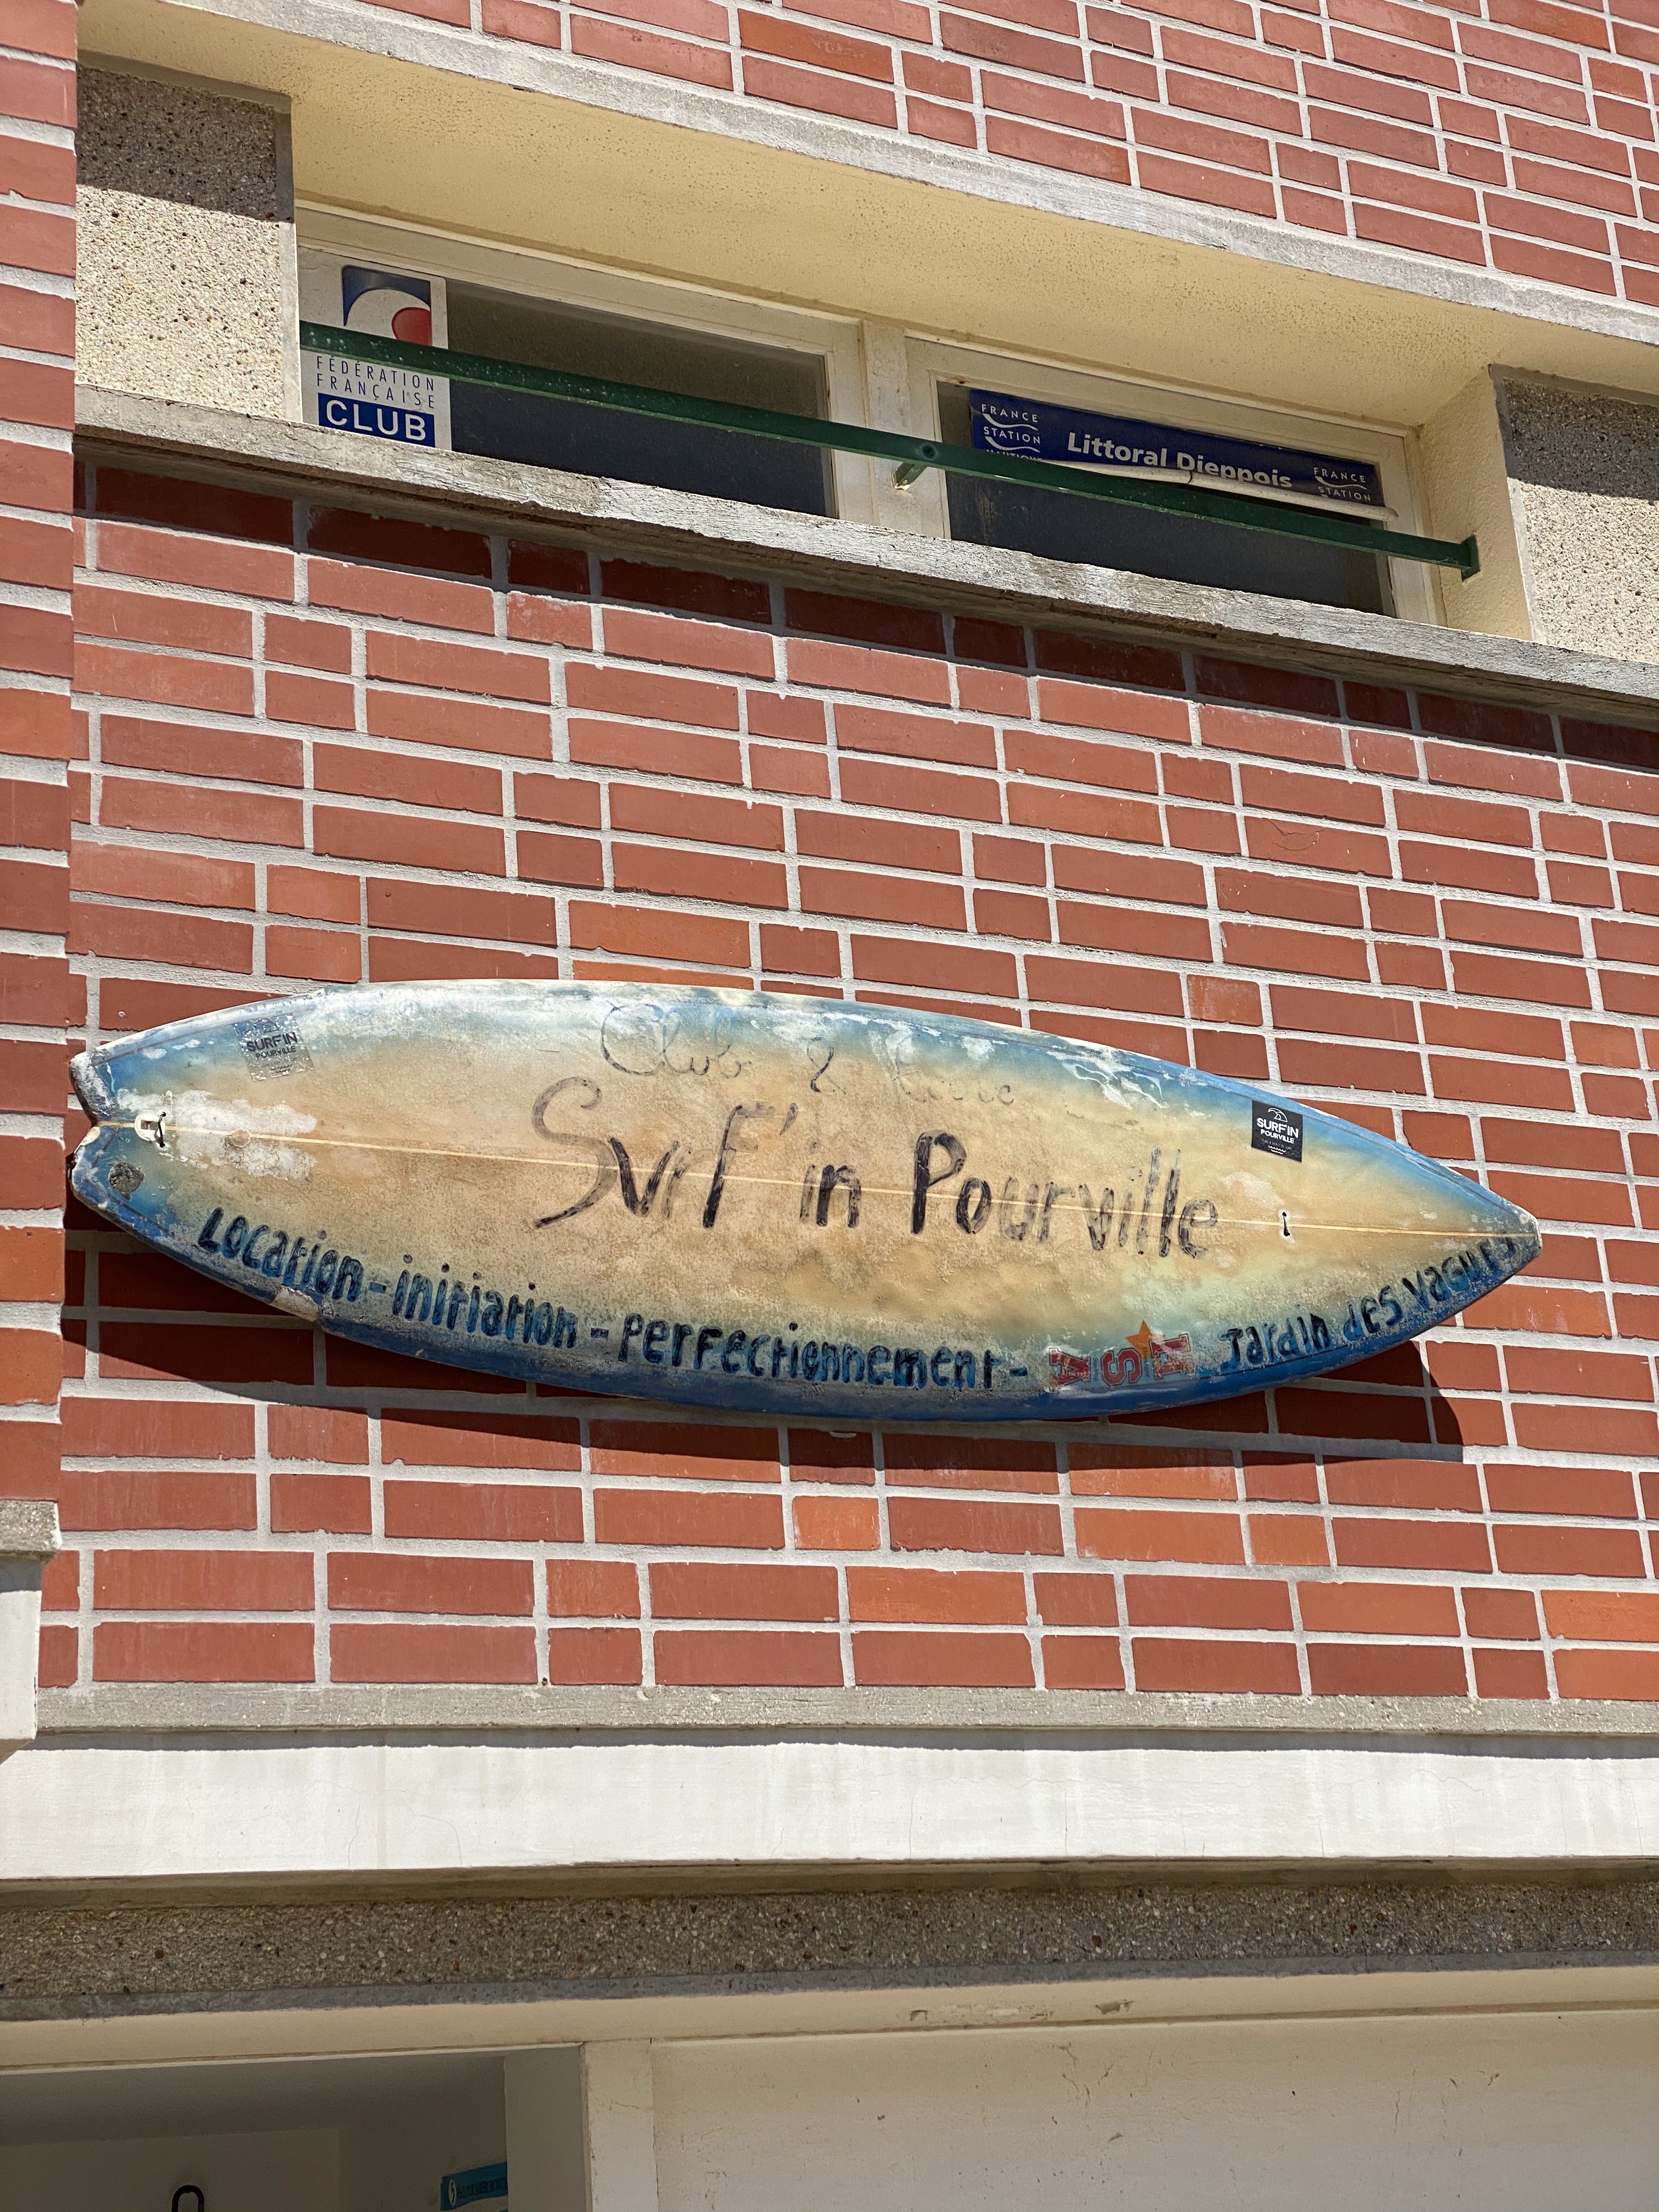 FÉDÉRATION
FRANÇAISE
CLUB
FRANCE
STATION
Littoral Dieppois
FRANCE
STATION
SURF'IN
POURVILLE
Club &
Surf'in Pourville
SURF'IN
POURVILLE
Location - initiation - Perfectionnement - Jardin des vagues